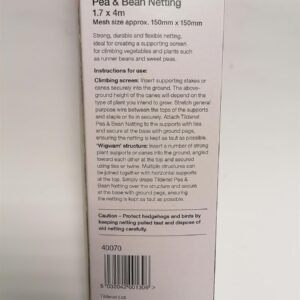 Pea & Bean Netting
1.7 x 4m
Mesh size approx. 150mm x 150mm
Strong, durable and flexible netting,
ideal for creating a supporting screen
for climbing vegetables and plants such
as runner beans and sweet peas.
Instructions for use:
Climbing screen: Insert supporting stakes or
canes securely into the ground. The above-
ground height of the canes will depend on the
type of plant you intend to grow. Stretch general
purpose wire between the tops of the supports
and staple or tie in securely. Attach Tildenet
Pea & Bean Netting to the supports with ties
and secure at the base with ground pegs,
ensuring the netting is kept as taut as possible.
'Wigwam' structure: Insert a number of strong
plant supports or canes into the ground, angled
toward each other at the top and secured
using ties or twine. Multiple structures can
be joined together with horizontal supports
at the top. Simply drape Tildenet Pea &
Bean Netting over the structure and secure
at the base with ground pegs, ensuring
the netting is kept as taut as possible.
Caution - Protect hedgehogs and birds by
keeping netting pulled taut and dispose of
old netting carefully.
40070
5 032042 001306 >
Tildenet Ltd